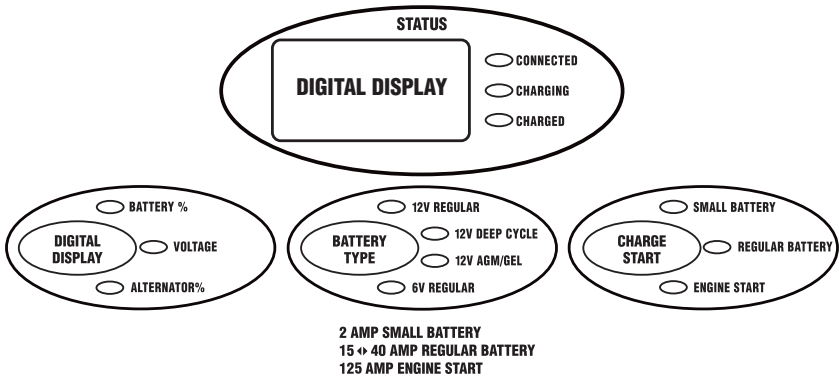 STATUS
DIGITAL DISPLAY
CONNECTED
CHARGING
CHARGED
DIGITAL
DISPLAY
BATTERY %
VOLTAGE
ALTERNATOR%
BATTERY
TYPE
12V REGULAR
12V DEEP CYCLE
12V AGM/GEL
6V REGULAR
CHARGE
START
SMALL BATTERY
REGULAR BATTERY
ENGINE START
2 AMP SMALL BATTERY
15 ◂▸ 40 AMP REGULAR BATTERY
125 AMP ENGINE START